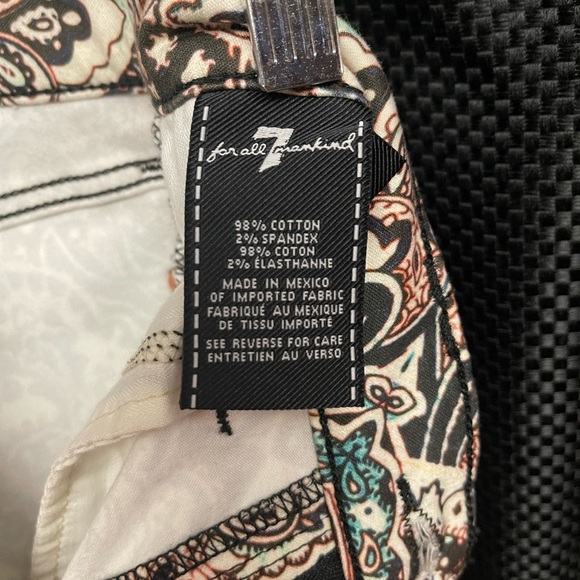 for all 7 mankind
98% COTTON
2% SPANDEX
98% COTON
2% ÉLASTHANNE
MADE IN MEXICO
OF IMPORTED FABRIC
FABRIQUÉ AU MEXIQUE
DE TISSU IMPORTÉ
SEE REVERSE FOR CARE
ENTRETIEN AU VERSO